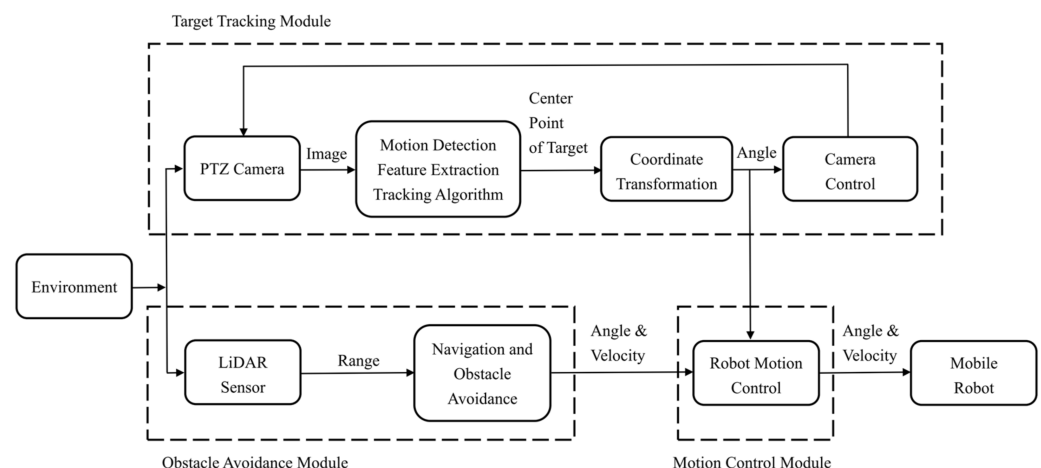 Target Tracking Module
Center
Point
of Target
PTZ Camera
Image
Motion Detection
Feature Extraction
Tracking Algorithm
Coordinate
Transformation
Angle
Camera
Control
Environment
LiDAR
Sensor
Range
Navigation and
Obstacle
Avoidance
Angle &
Velocity
Robot Motion
Control
Angle &
Velocity
Mobile
Robot
Obstacle Avoidance Module
Motion Control Module